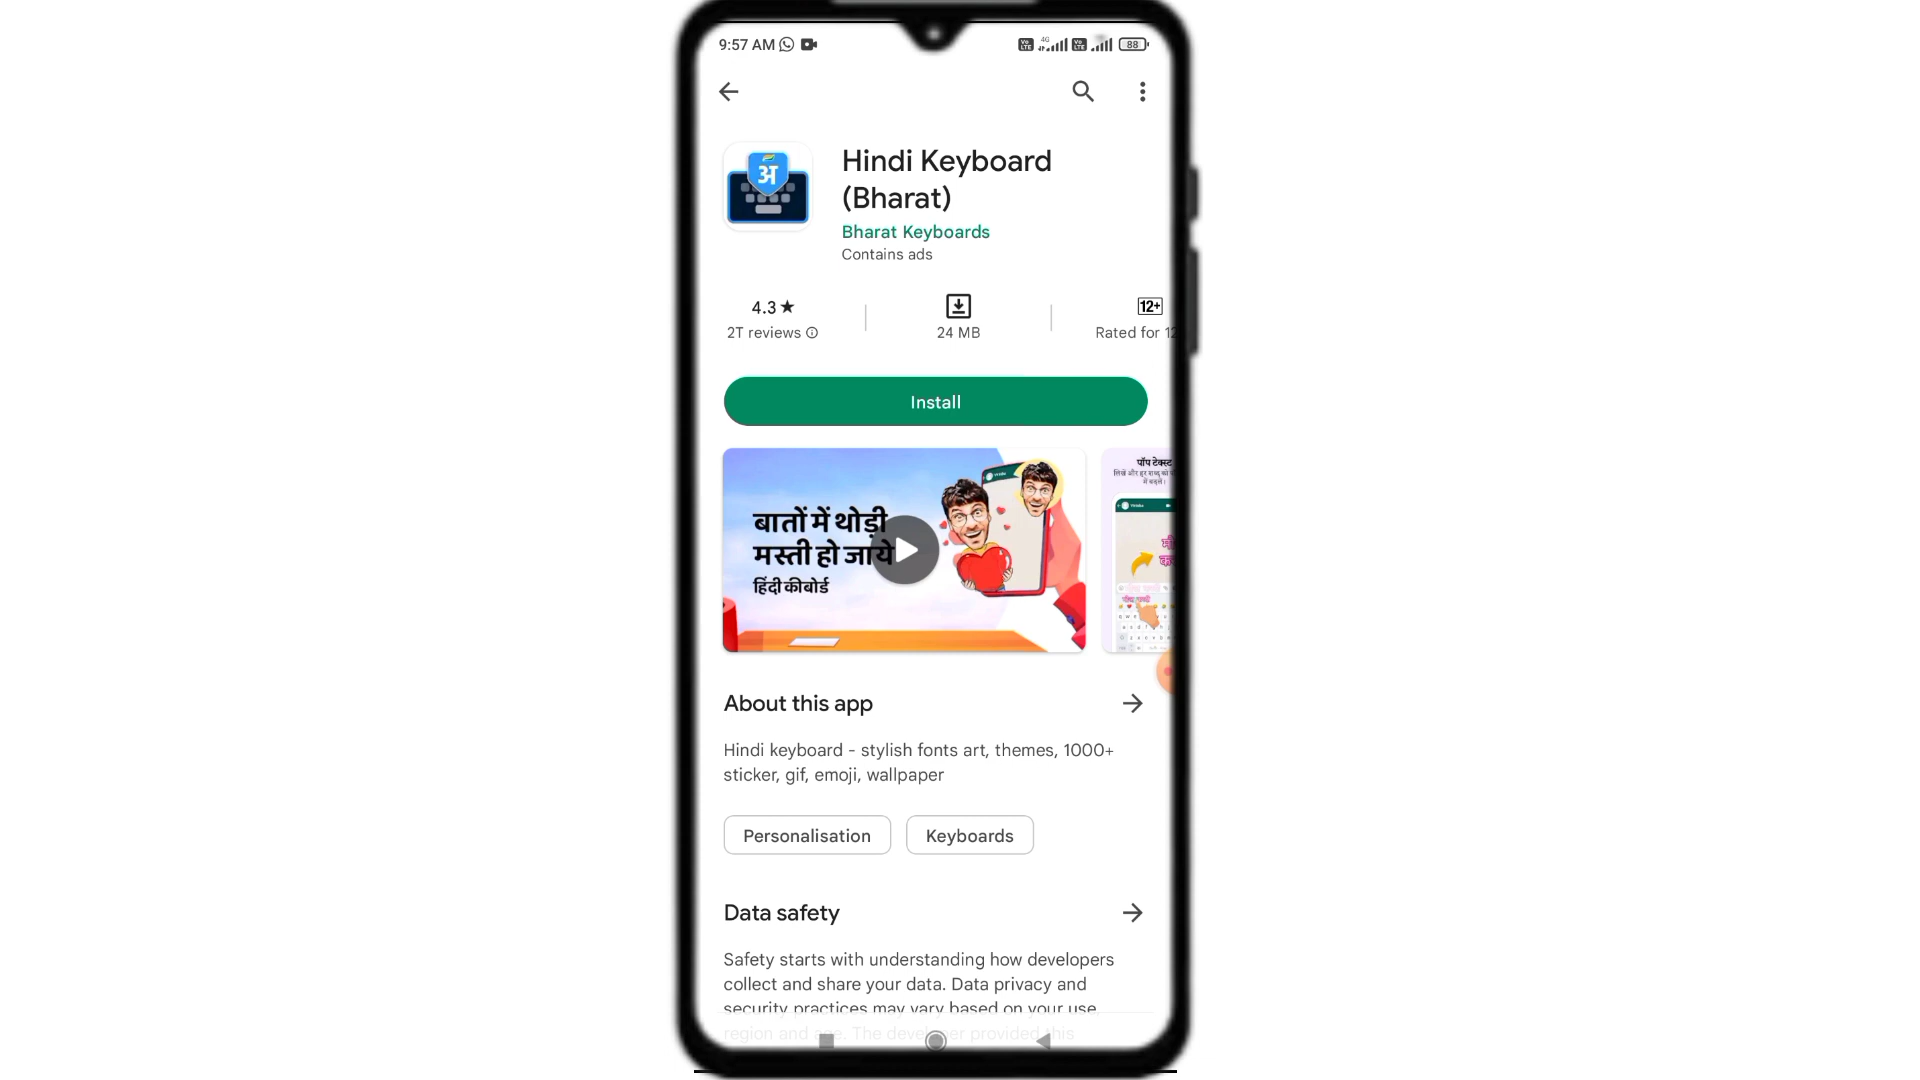 9:57 AM
4G
88
अ
Hindi Keyboard
(Bharat)
Bharat Keyboards
Contains ads
4.3★
2T reviews
24 MB
12+
Rated for 12
Install
बातों में थोड़ी
मस्ती हो जाये
हिंदी कीबोर्ड
पॉप टेक्स्ट
About this app
Hindi keyboard - stylish fonts art, themes, 1000+
sticker, gif, emoji, wallpaper
Personalisation
Keyboards
Data safety
Safety starts with understanding how developers
collect and share your data. Data privacy and
security practices may vary based on your use,
region and age. The developer provided this